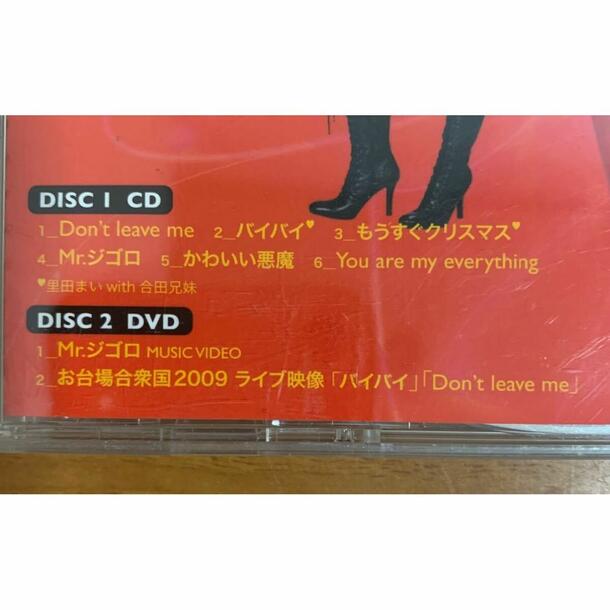 DISC 1 CD
1_Don't leave me 2_バイバイ♥ 3_もうすぐクリスマス♥
4_Mr.ジゴロ 5_かわいい悪魔 6_You are my everything
♥里田まい with 合田兄妹
DISC 2 DVD
1_Mr.ジゴロ MUSIC VIDEO
2_お台場合衆国2009 ライブ映像「バイバイ」「Don't leave me」